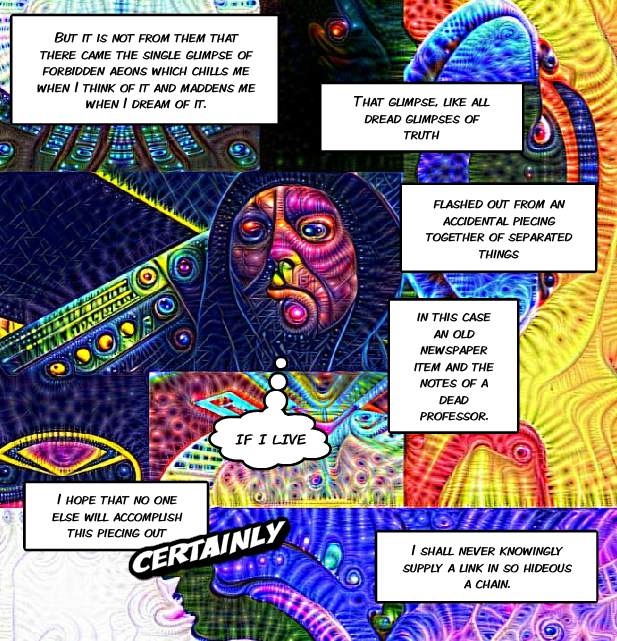 But it is not from them that
there came the single glimpse of
forbidden aeons which chills me
when I think of it and maddens me
when I dream of it.
That glimpse, like all
dread glimpses of
truth
flashed out from an
accidental piecing
together of separated
things
in this case
an old
newspaper
item and the
notes of a
dead
professor.
if I live
I hope that no one
else will accomplish
this piecing out
CERTAINLY
I shall never knowingly
supply a link in so hideous
a chain.